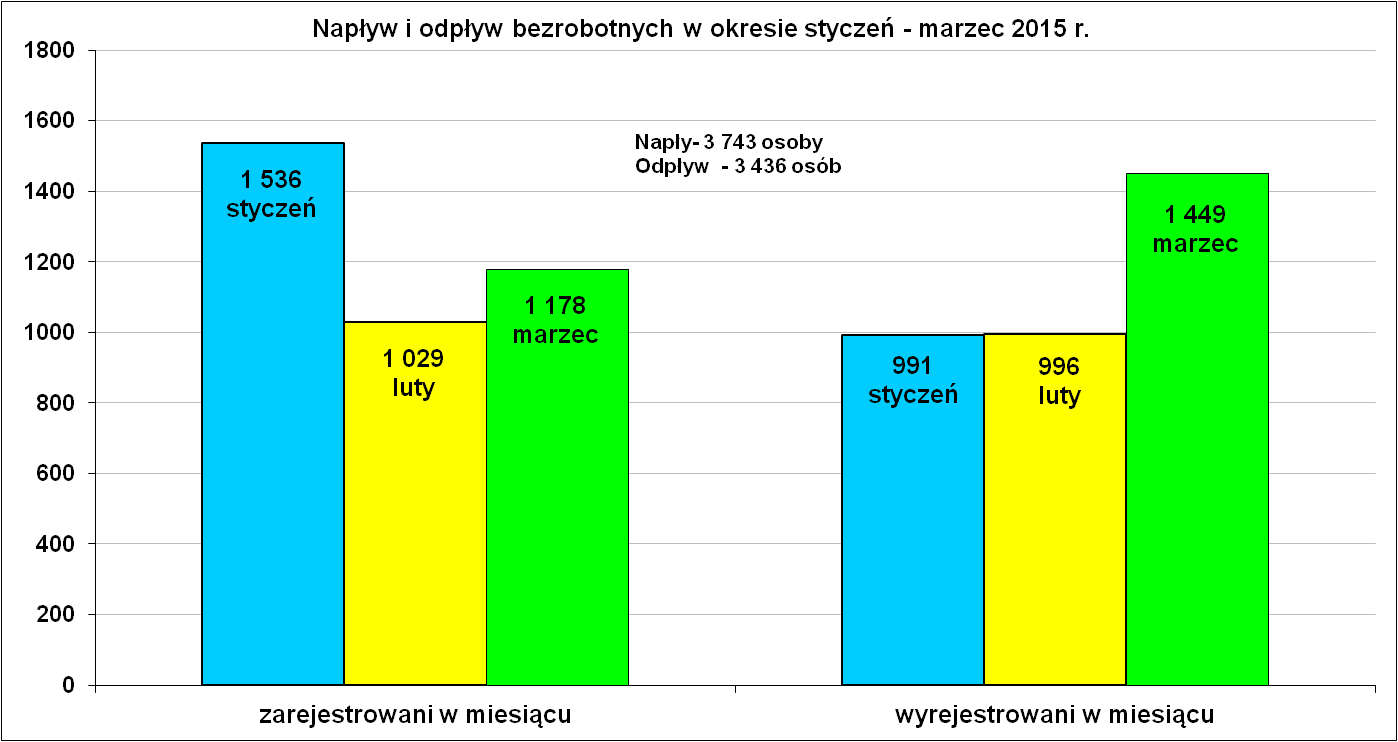 Napływ i odpływ bezrobotnych w okresie styczeń - marzec 2015 r.
1800
1600
1400
1200
1000
800
600
400
200
0
Naply- 3 743 osoby
Odplyw - 3 436 osób
1 536
styczeń
1 029
luty
1 178
marzec
991
styczeń
996
luty
1 449
marzec
zarejestrowani w miesiącu
wyrejestrowani w miesiącu